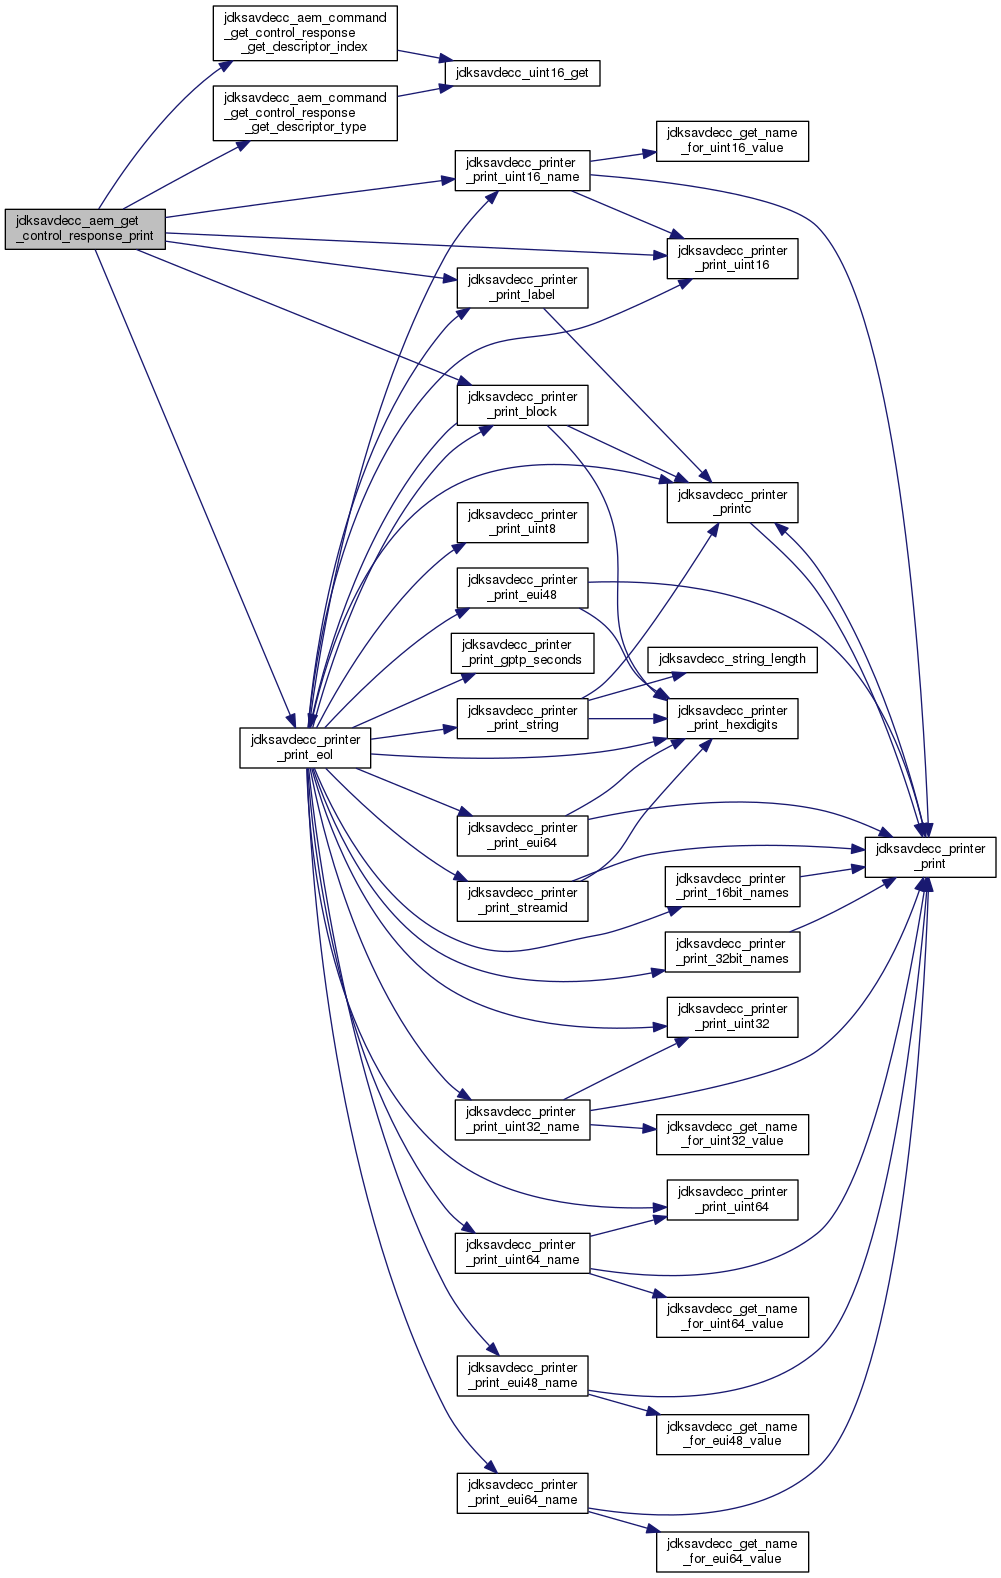 jdksavdecc_aem_command
_get_control_response
_get_descriptor_index
jdksavdecc_uint16_get
jdksavdecc_aem_command
_get_control_response
_get_descriptor_type
jdksavdecc_get_name
_for_uint16_value
jdksavdecc_printer
_print_uint16_name
jdksavdecc_aem_get
_control_response_print
jdksavdecc_printer
_print_uint16
jdksavdecc_printer
_print_label
jdksavdecc_printer
_print_block
jdksavdecc_printer
_printc
jdksavdecc_printer
_print_uint8
jdksavdecc_printer
_print_eui48
jdksavdecc_printer
_print_gptp_seconds
jdksavdecc_string_length
jdksavdecc_printer
_print_string
jdksavdecc_printer
_print_hexdigits
jdksavdecc_printer
_print_eol
jdksavdecc_printer
_print_eui64
jdksavdecc_printer
_print
jdksavdecc_printer
_print_streamid
jdksavdecc_printer
_print_16bit_names
jdksavdecc_printer
_print_32bit_names
jdksavdecc_printer
_print_uint32
jdksavdecc_printer
_print_uint32_name
jdksavdecc_get_name
_for_uint32_value
jdksavdecc_printer
_print_uint64
jdksavdecc_printer
_print_uint64_name
jdksavdecc_get_name
_for_uint64_value
jdksavdecc_printer
_print_eui48_name
jdksavdecc_get_name
_for_eui48_value
jdksavdecc_printer
_print_eui64_name
jdksavdecc_get_name
_for_eui64_value